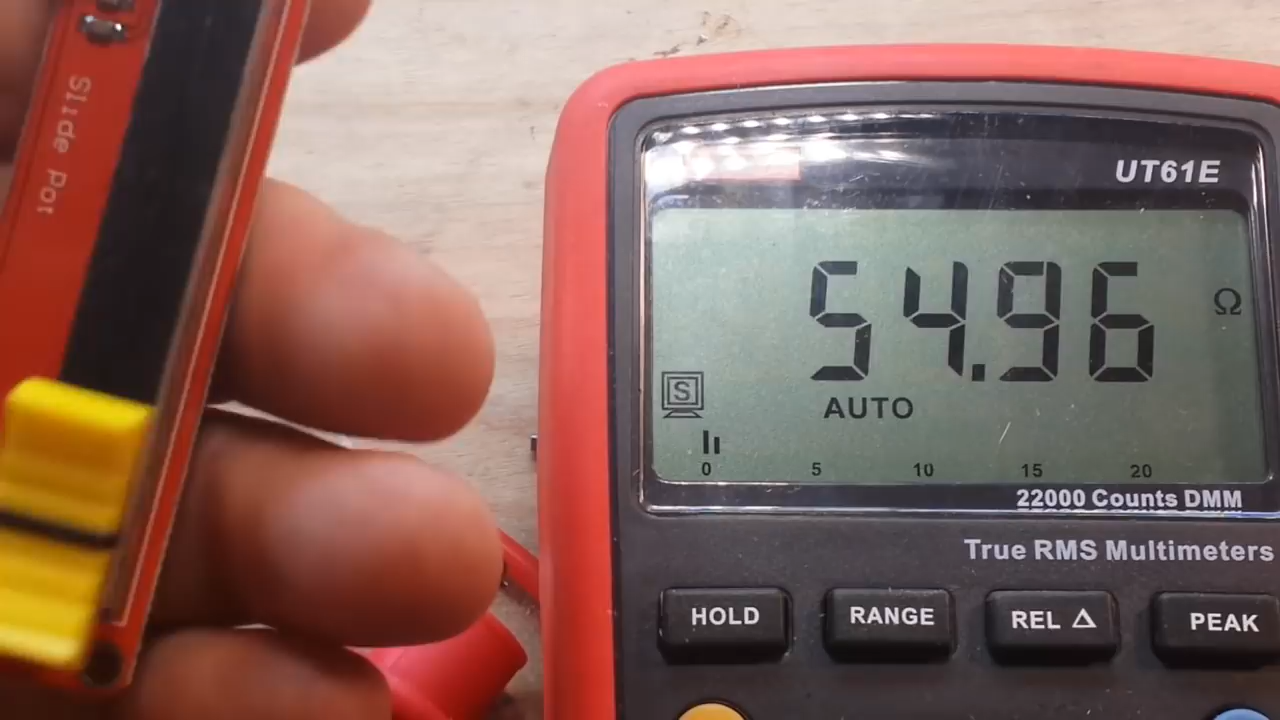 Slide Pot
UT61E
54.96 Ω
S
AUTO
0 5 10 15 20
22000 Counts DMM
True RMS Multimeters
HOLD RANGE REL Δ PEAK